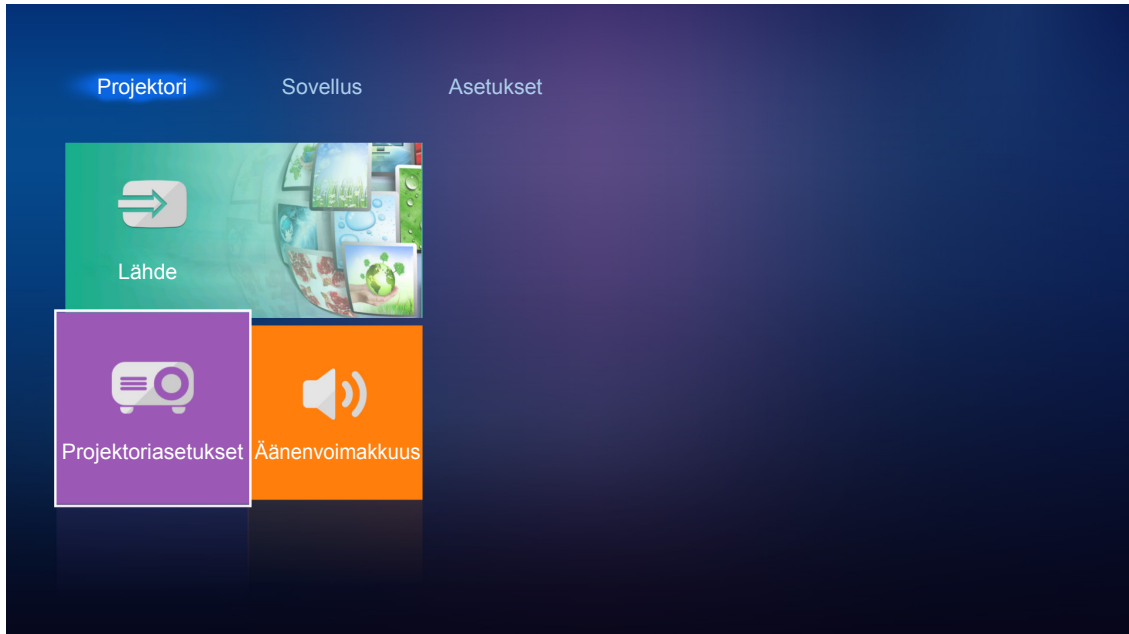 Projektori
Sovellus
Asetukset
Lähde
Projektoriasetukset
Äänenvoimakkuus